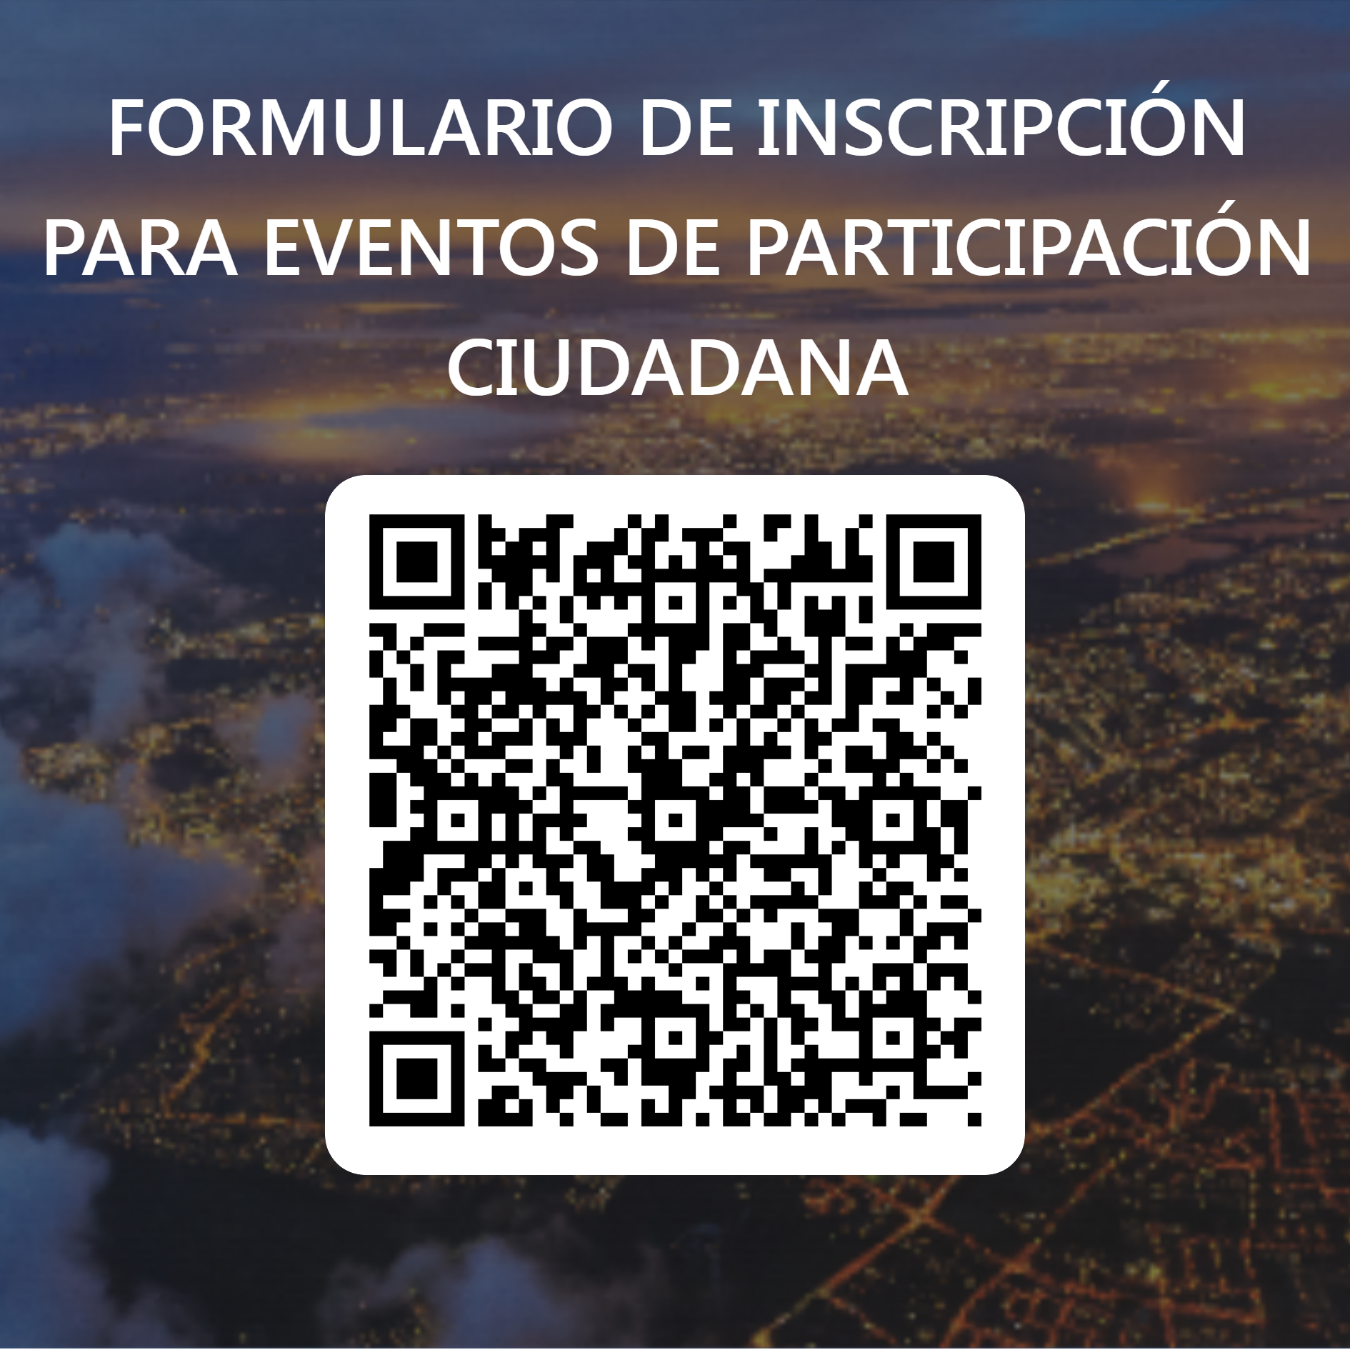 FORMULARIO DE INSCRIPCIÓN
PARA EVENTOS DE PARTICIPACIÓN
CIUDADANA